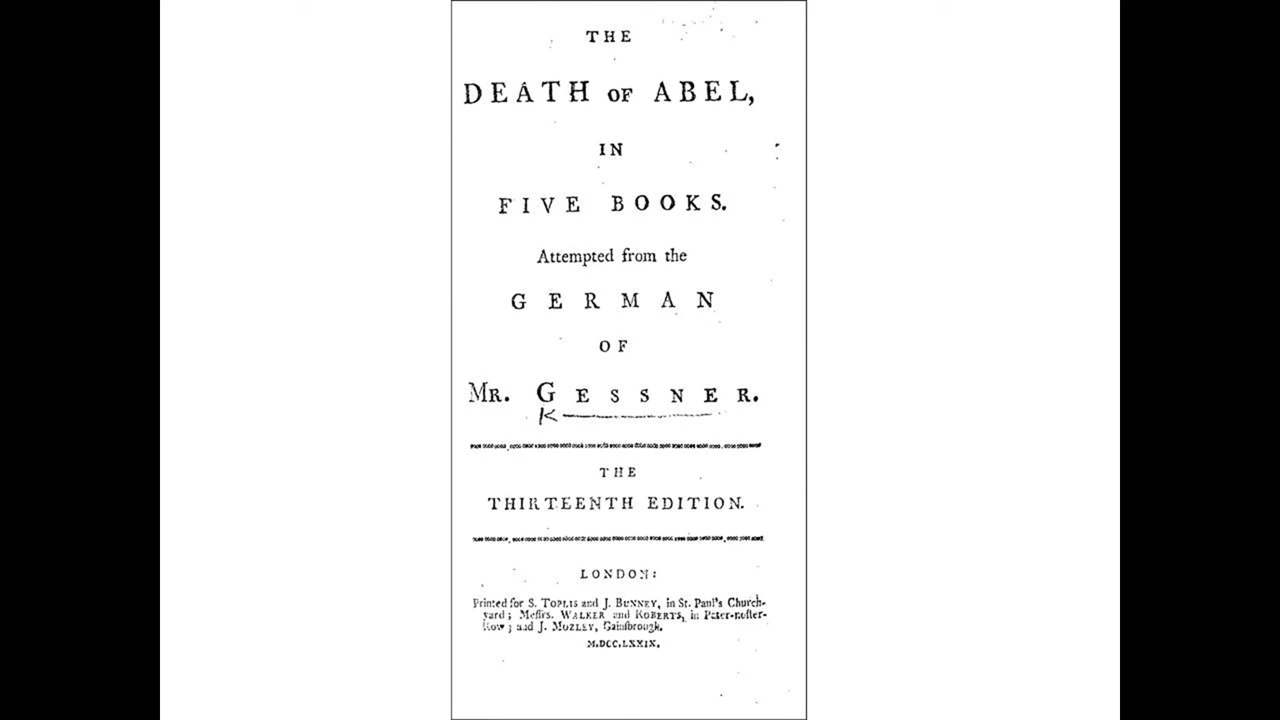 THE
DEATH OF ABEL,
IN
FIVE BOOKS.
Attempted from the
GERMAN
OF
MR. GESSNER.
THE
THIRTEENTH EDITION.
LONDON:
Printed for S. TOPLIS and J. BUNNEY, in St. Paul's Church-
yard; Meſſrs. WALKER and ROBERTS, in Pater-noſter-
Row; and J. MOZLEY, Gainſbrough.
M.DCC.LXXIX.